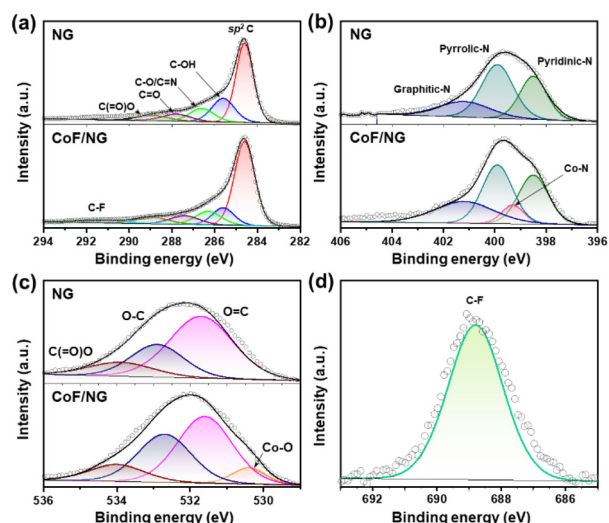 (a)
NG
sp² C
C-OH
C-O/C=N
C=O
C(=O)O
CoF/NG
C-F
294 292 290 288 286 284 282
Binding energy (eV)
Intensity (a.u.)
(b)
NG
Pyrrolic-N
Pyridinic-N
Graphitic-N
CoF/NG
Co-N
406 404 402 400 398 396
Binding energy (eV)
Intensity (a.u.)
(c)
NG
O-C
O=C
C(=O)O
CoF/NG
Co-O
536 534 532 530
Binding energy (eV)
Intensity (a.u.)
(d)
C-F
692 690 688 686
Binding energy (eV)
Intensity (a.u.)